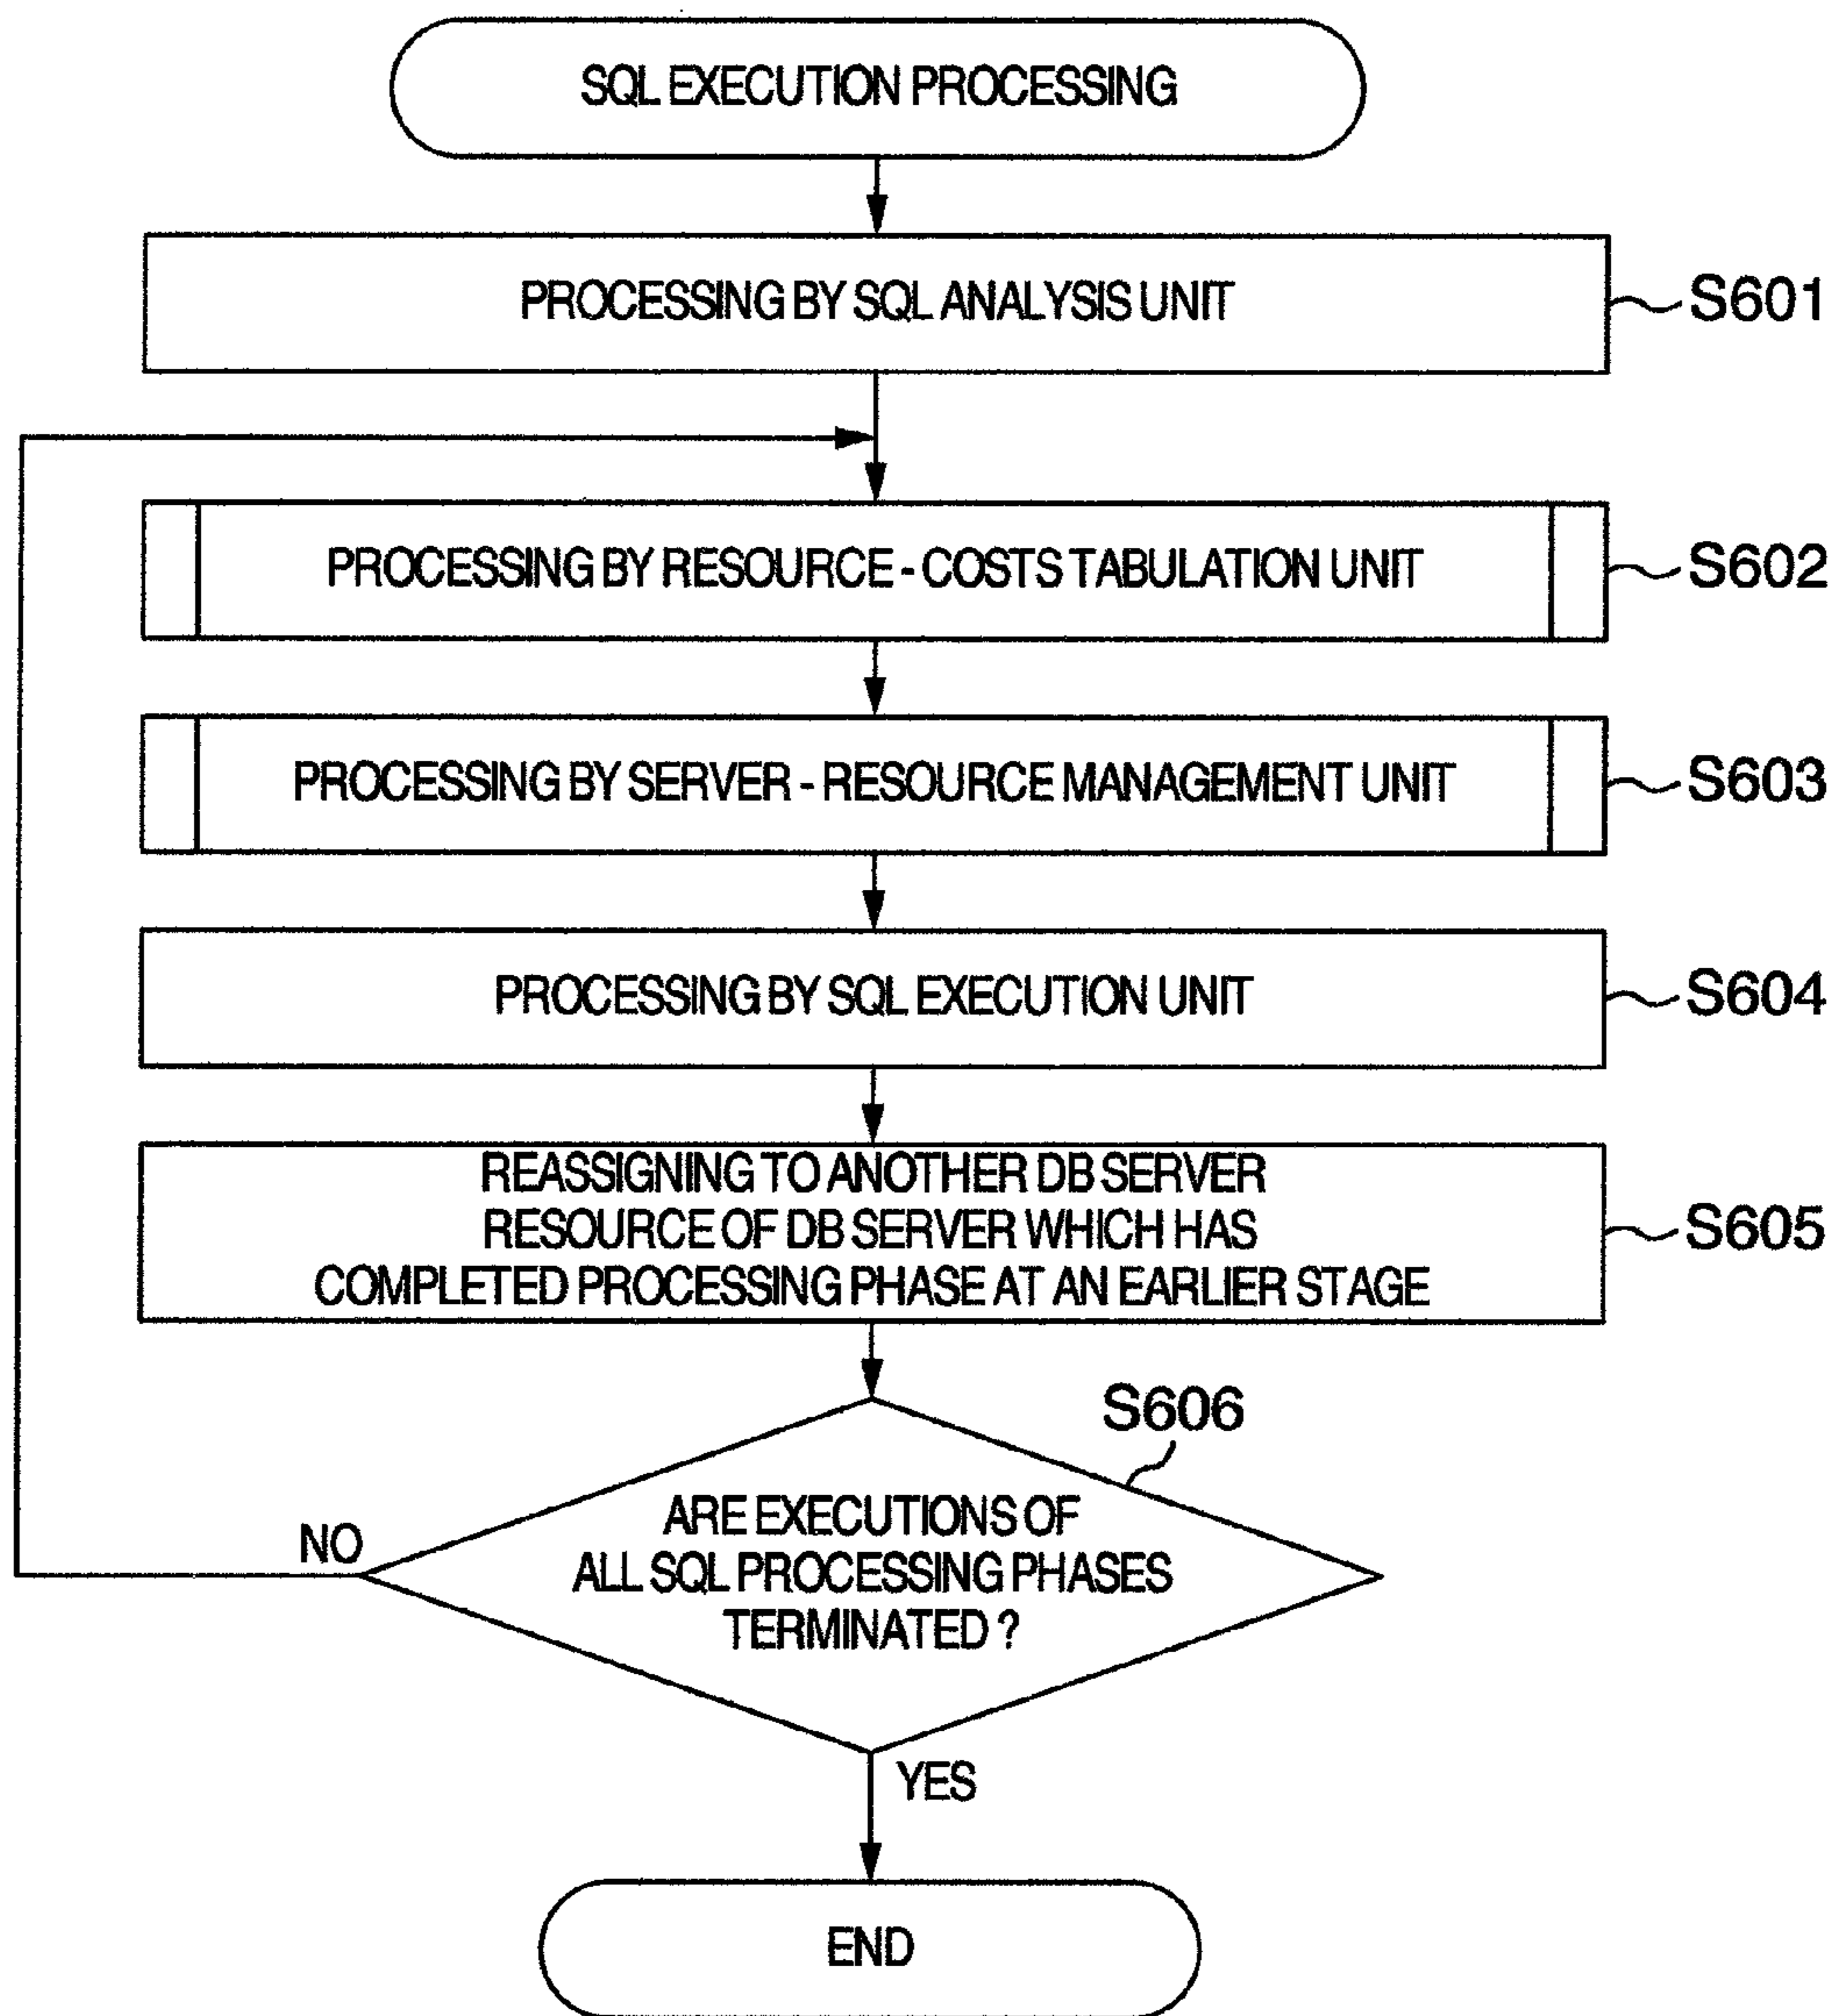 SQL EXECUTION PROCESSING
PROCESSING BY SQL ANALYSIS UNIT
S601
PROCESSING BY RESOURCE - COSTS TABULATION UNIT
S602
PROCESSING BY SERVER - RESOURCE MANAGEMENT UNIT
S603
PROCESSING BY SQL EXECUTION UNIT
S604
REASSIGNING TO ANOTHER DB SERVER
RESOURCE OF DB SERVER WHICH HAS
COMPLETED PROCESSING PHASE AT AN EARLIER STAGE
S605
S606
ARE EXECUTIONS OF
ALL SQL PROCESSING PHASES
TERMINATED ?
NO
YES
END